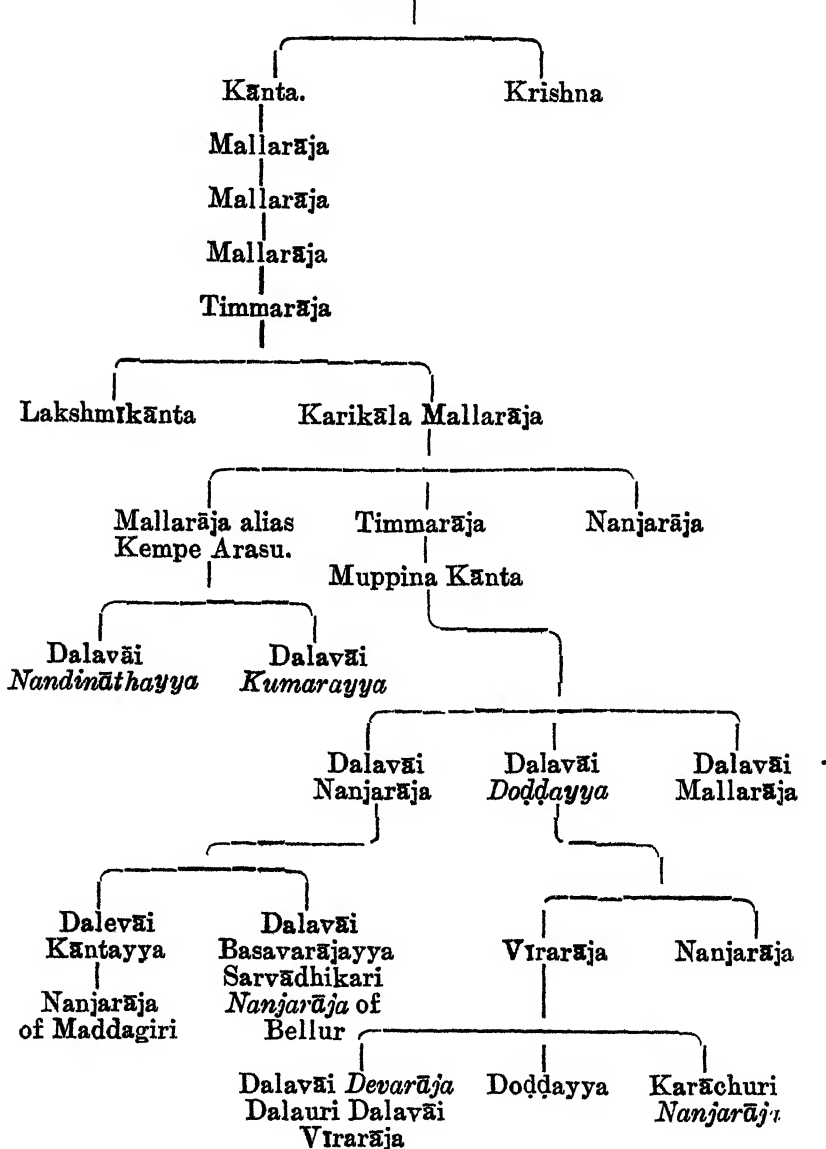 Kānta. Krishna
Mallarāja
Mallarāja
Mallarāja
Timmarāja
Lakshmīkānta Karikāla Mallarāja
Mallarāja alias Timmarāja Nanjarāja
Kempe Arasu.
Muppina Kānta
Dalavāi Dalavāi
Nandināthayya Kumarayya
Dalavāi Dalavāi Dalavāi
Nanjarāja Doḍḍayya Mallarāja
Dalevāi Dalavāi
Kāntayya Basavarājayya Vīrarāja Nanjarāja
Sarvādhikari
Nanjarāja Nanjarāja of
of Maddagiri Bellur
Dalavāi Devarāja Doḍḍayya Karāchuri
Dalauri Dalavāi Nanjarāja
Vīrarāja